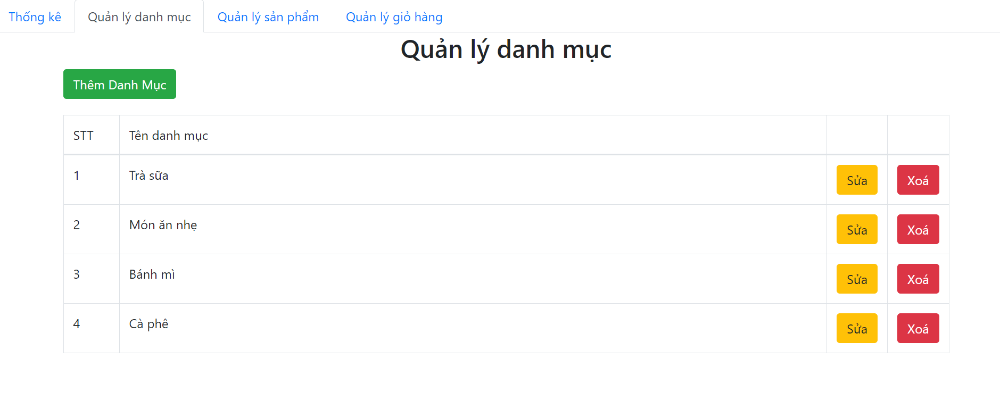 Thống kê Quản lý danh mục Quản lý sản phẩm Quản lý giỏ hàng
Quản lý danh mục
Thêm Danh Mục
STT Tên danh mục
1 Trà sữa Sửa Xoá
2 Món ăn nhẹ Sửa Xoá
3 Bánh mì Sửa Xoá
4 Cà phê Sửa Xoá